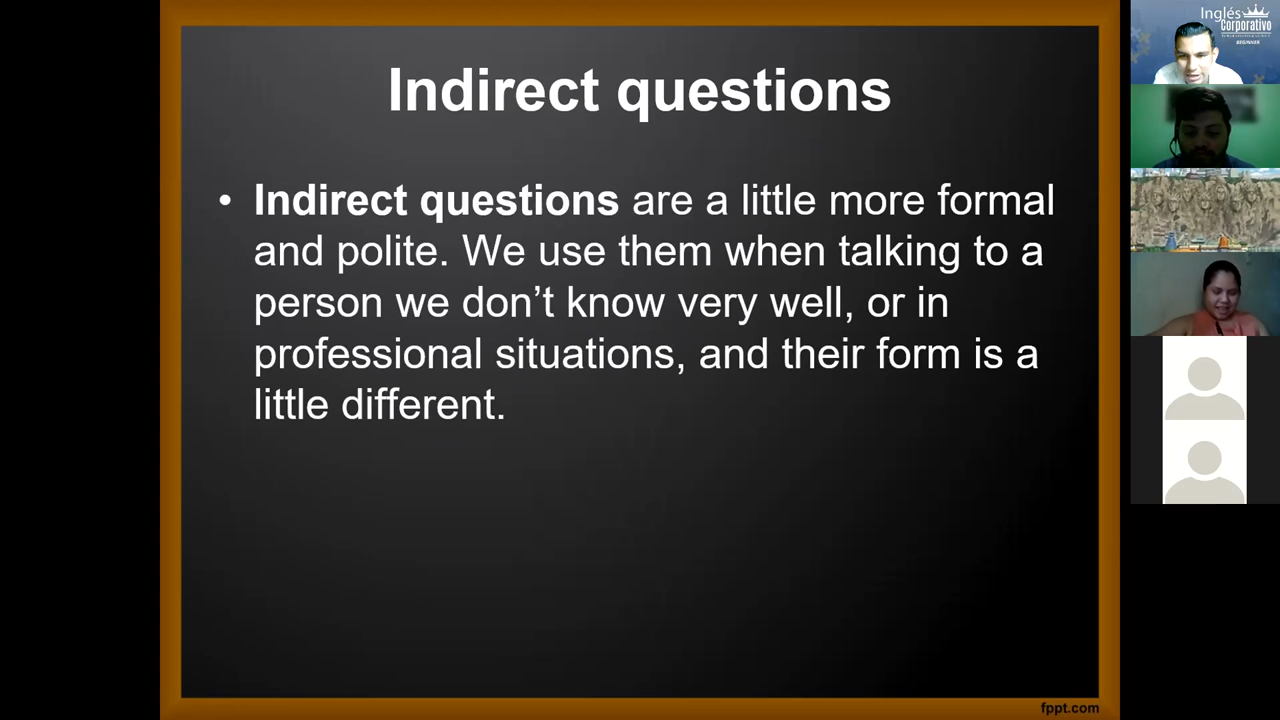 Indirect questions
• Indirect questions are a little more formal
and polite. We use them when talking to a
person we don’t know very well, or in
professional situations, and their form is a
little different.
fppt.com
Inglés
Corporativo
BEGINNER